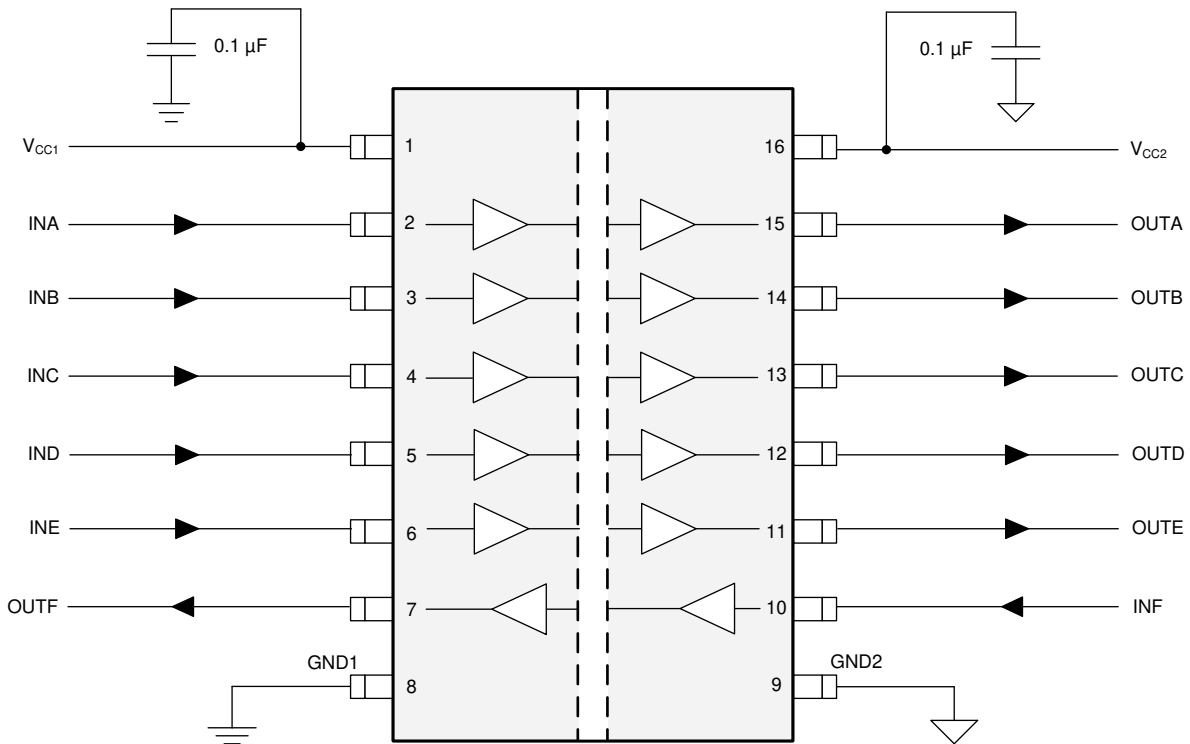 0.1 µF
0.1 µF
VCC1
1
16
VCC2
INA
2
15
OUTA
INB
3
14
OUTB
INC
4
13
OUTC
IND
5
12
OUTD
INE
6
11
OUTE
OUTF
7
10
INF
GND1
8
9
GND2